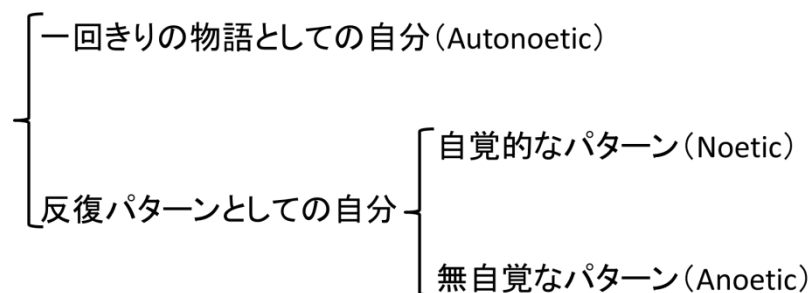 一回きりの物語としての自分（Autonoetic）
自覚的なパターン（Noetic）
反復パターンとしての自分
無自覚なパターン（Anoetic）